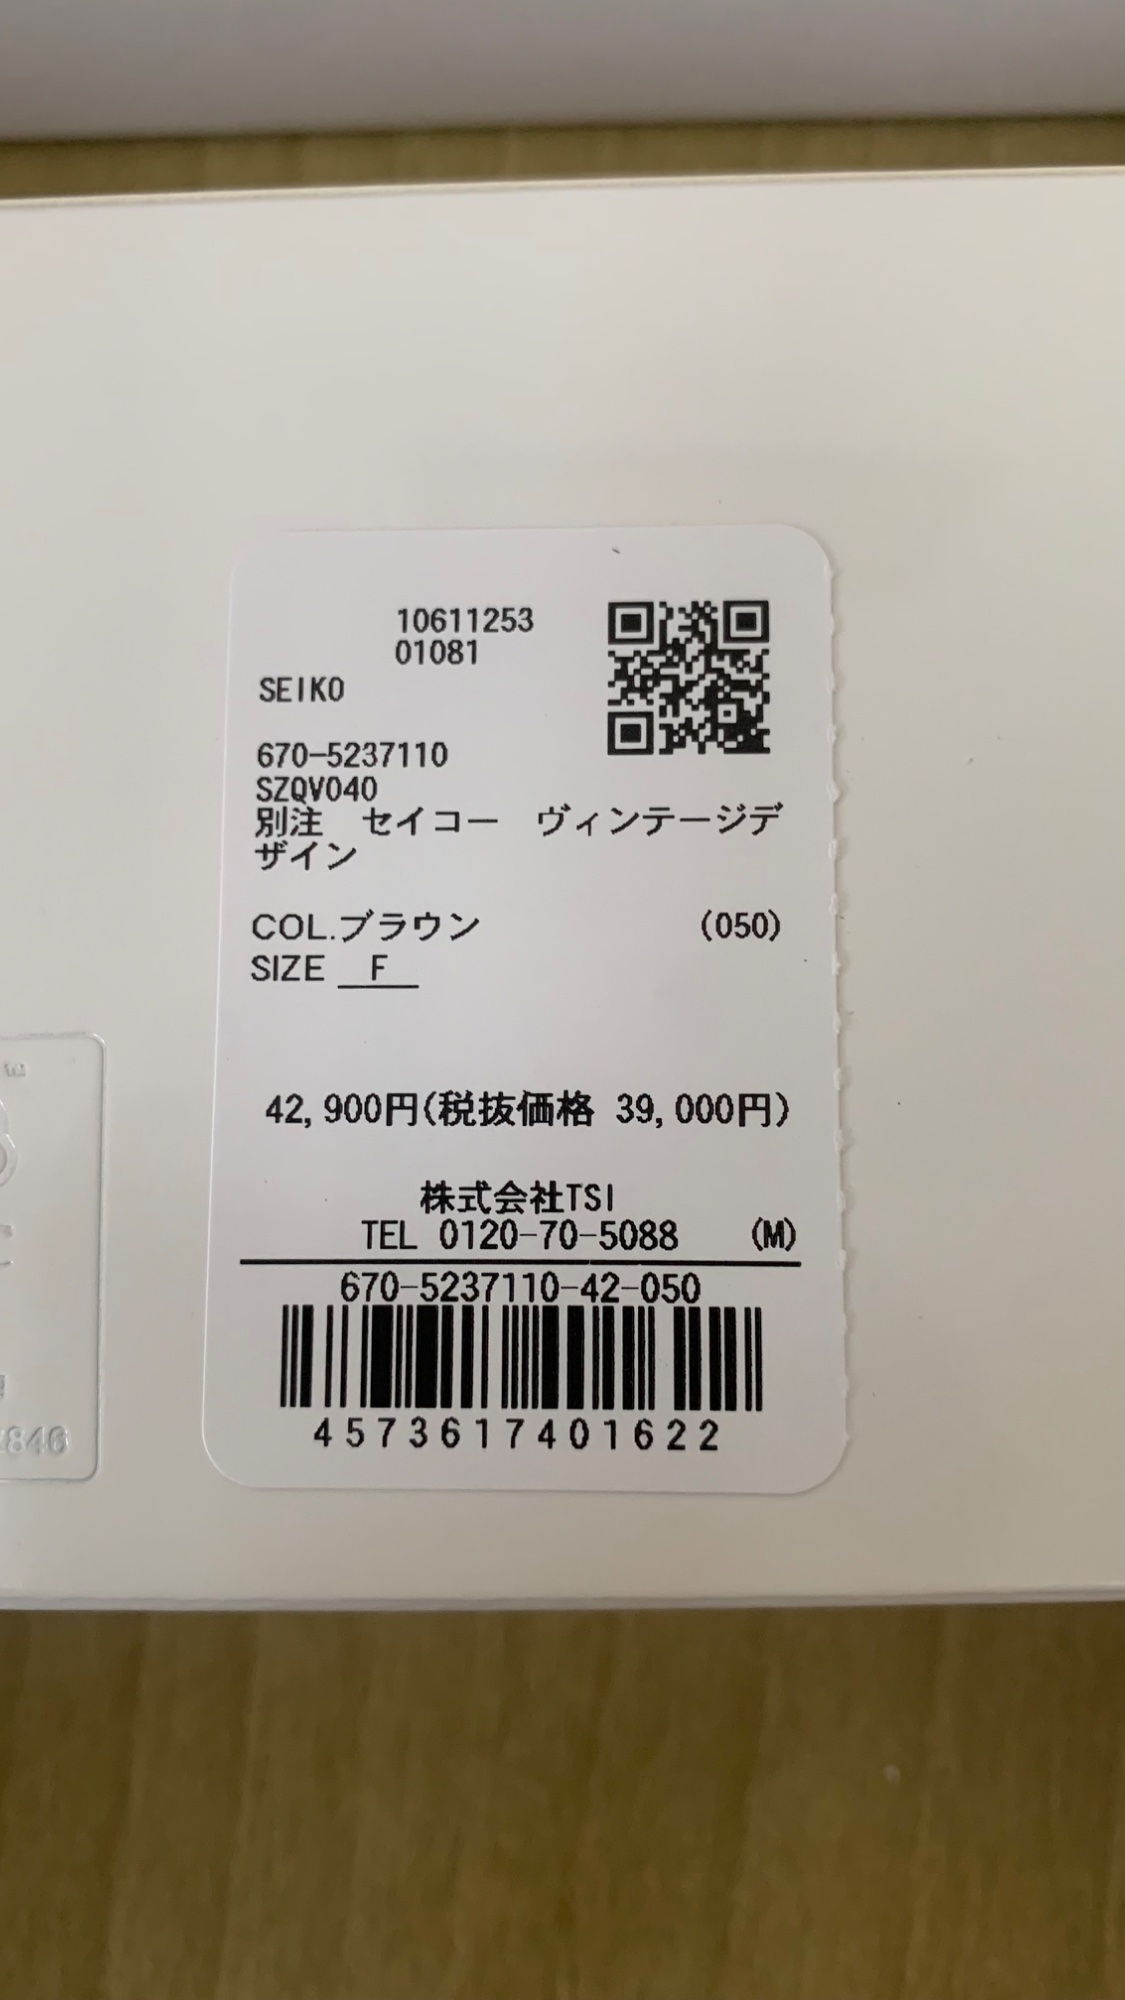 10611253
01081
SEIKO
670-5237110
SZQV040
別注　セイコー　ヴィンテージデ
ザイン
COL.ブラウン (050)
SIZE F
42,900円(税抜価格 39,000円)
株式会社TSI
TEL 0120-70-5088 (M)
670-5237110-42-050
4573617401622
846